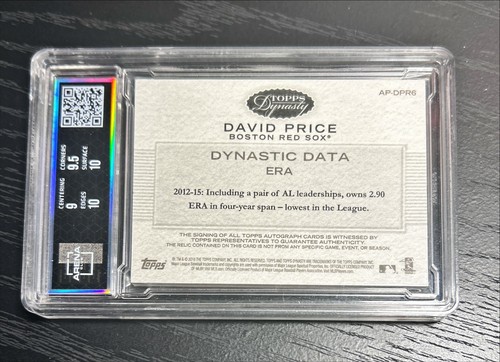 CENTERING 9
CORNERS 9.5
EDGES 10
SURFACE 10
ARENA
TOPPS
Dynasty
AP-DPR6
DAVID PRICE
BOSTON RED SOX®
DYNASTIC DATA
ERA
2012-15: Including a pair of AL leaderships, owns 2.90
ERA in four-year span – lowest in the League.
THE SIGNING OF ALL TOPPS AUTOGRAPH CARDS IS WITNESSED BY
TOPPS REPRESENTATIVES TO GUARANTEE AUTHENTICITY.
THE RELIC CONTAINED ON THIS CARD IS NOT FROM ANY SPECIFIC GAME, EVENT, OR SEASON.
Topps